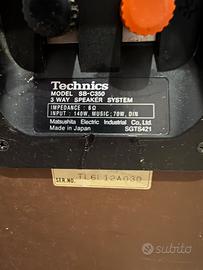 Technics
MODEL SB-C350
3 WAY SPEAKER SYSTEM
IMPEDANCE : 6Ω
INPUT : 140W, MUSIC/70W, DIN
Matsushita Electric Industrial Co., Ltd.
Made in Japan SGTS421
SER.NO. TL6L12A030
subito